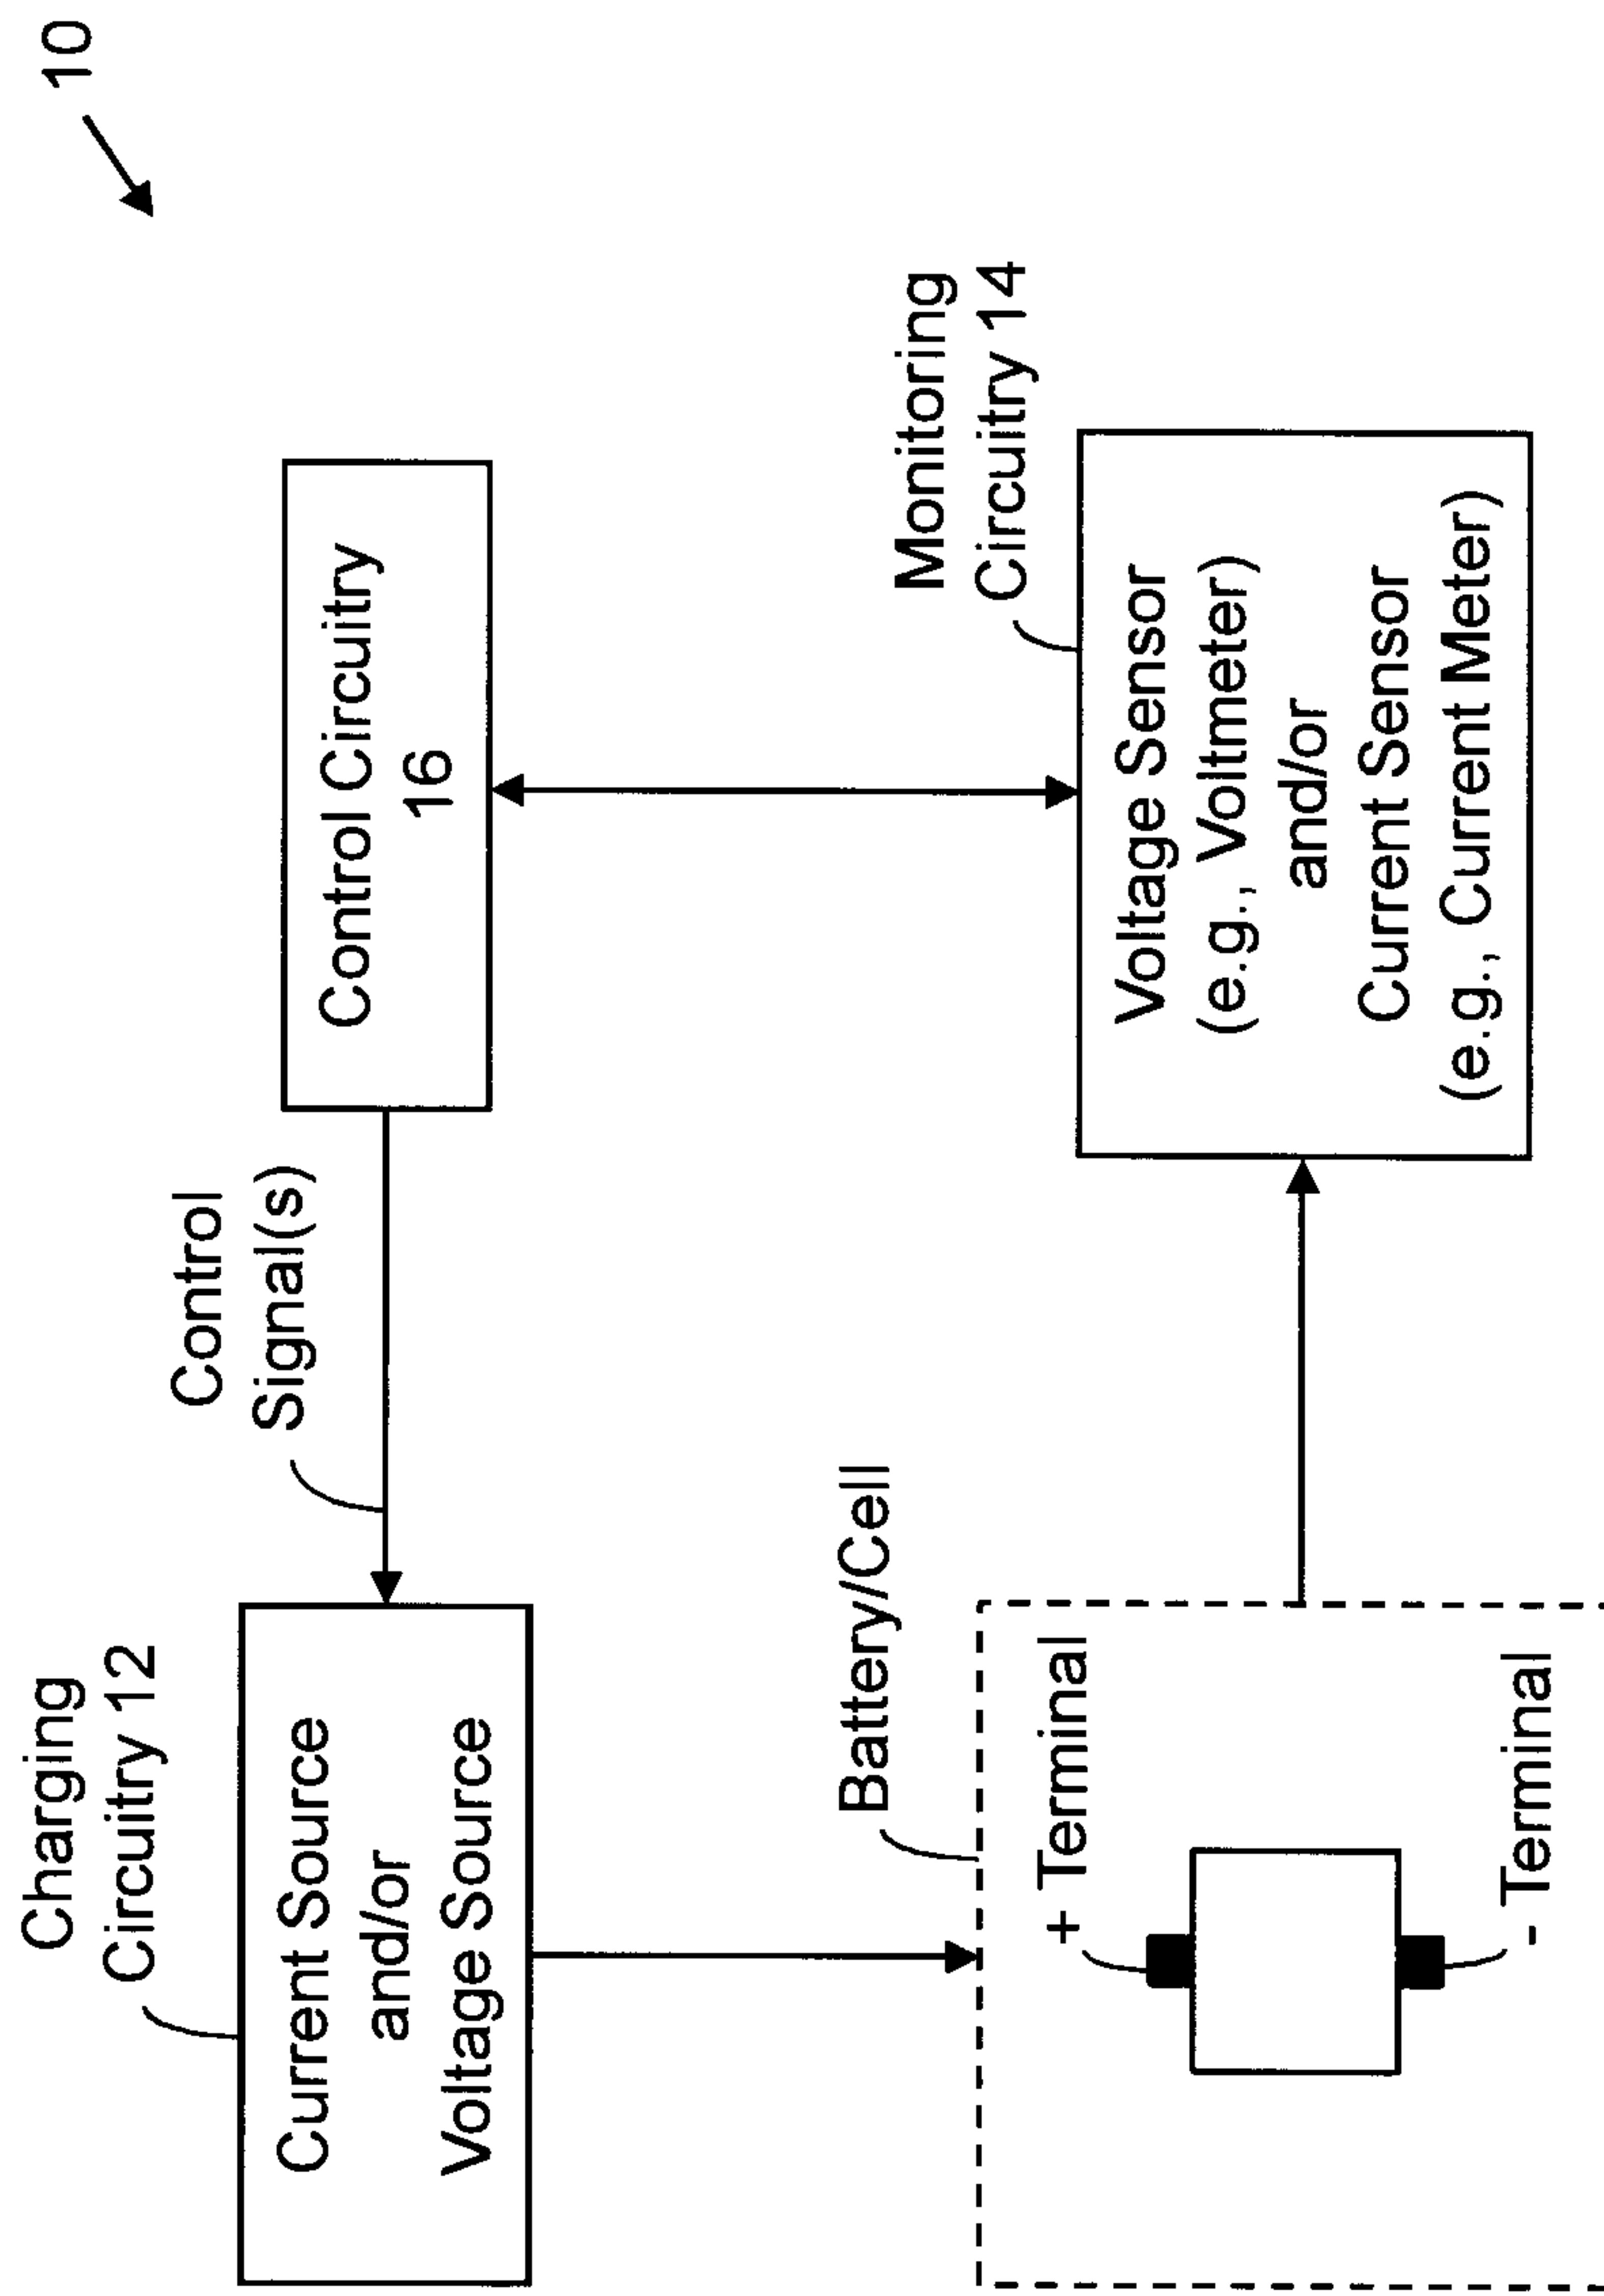 10
Charging
Circuitry 12
Current Source
and/or
Voltage Source
Control
Signal(s)
Control Circuitry
16
Battery/Cell
+ Terminal
- Terminal
Monitoring
Circuitry 14
Voltage Sensor
(e.g., Voltmeter)
and/or
Current Sensor
(e.g., Current Meter)